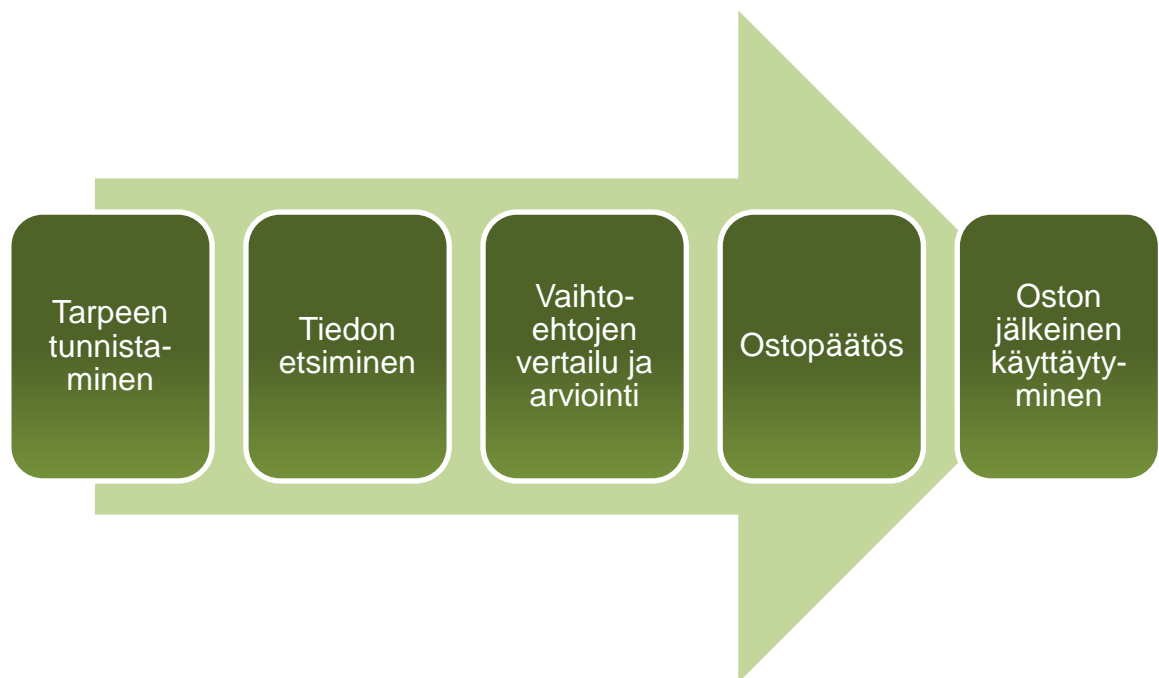 Tarpeen
tunnista-
minen
Tiedon
etsiminen
Vaihto-
ehtojen
vertailu ja
arviointi
Ostopäätös
Oston
jälkeinen
käyttäyty-
minen